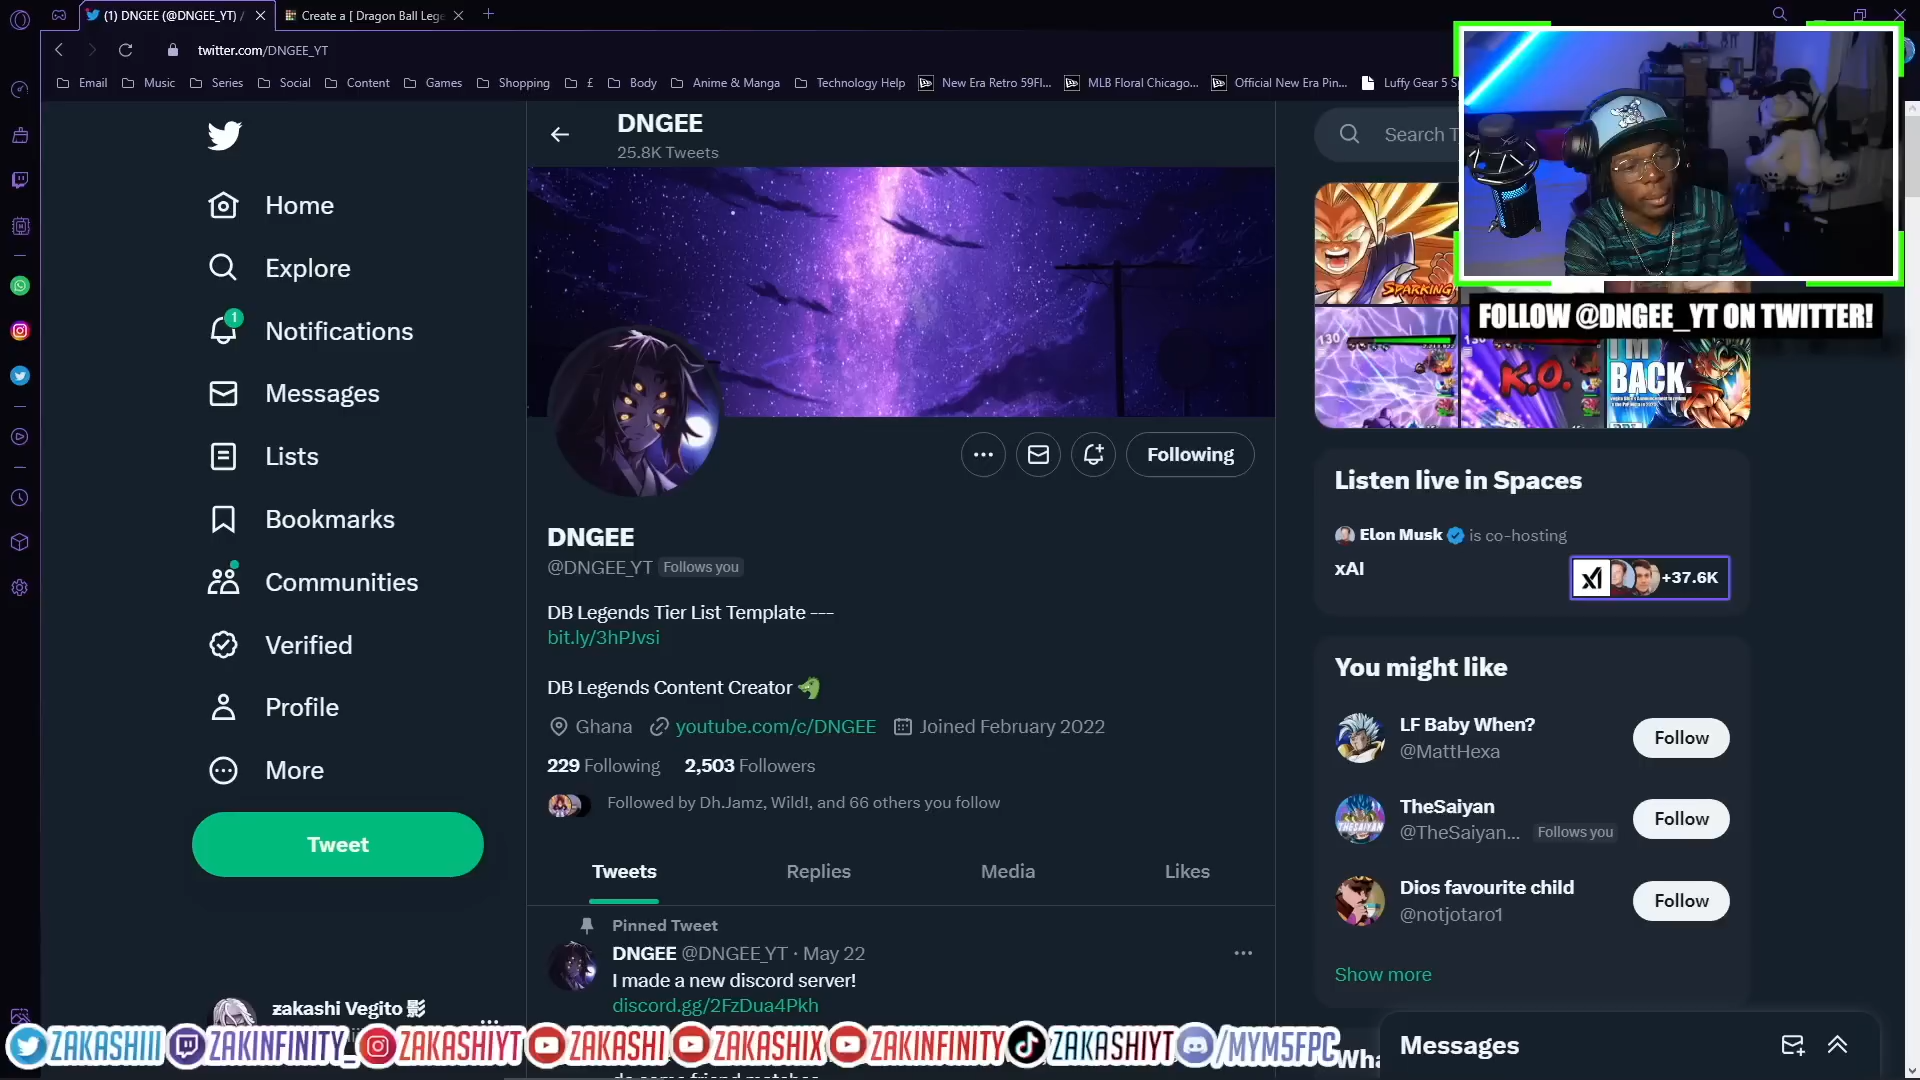 (1) DNGEE (@DNGEE_YT) /
Create a [ Dragon Ball Lege
twitter.com/DNGEE_YT
Email
Music
Series
Social
Content
Games
Shopping
£
Body
Anime & Manga
Technology Help
New Era Retro 59FI...
MLB Floral Chicago...
Official New Era Pin...
Luffy Gear 5 S
Home
Explore
1
Notifications
Messages
Lists
Bookmarks
Communities
Verified
Profile
More
Tweet
zakashi Vegito 影
DNGEE
25.8K Tweets
Following
DNGEE
@DNGEE_YT Follows you
DB Legends Tier List Template ---
bit.ly/3hPJvsi
DB Legends Content Creator
Ghana youtube.com/c/DNGEE Joined February 2022
229 Following 2,503 Followers
Followed by Dh.Jamz, Wild!, and 66 others you follow
Tweets Replies Media Likes
Pinned Tweet
DNGEE @DNGEE_YT · May 22
I made a new discord server!
discord.gg/2FzDua4Pkh
Search T
SPARKING
FOLLOW @DNGEE_YT ON TWITTER!
130
K.O.
I'M
BACK.
Listen live in Spaces
Elon Musk is co-hosting
xAI
+37.6K
You might like
LF Baby When?
@MattHexa
Follow
TheSaiyan
@TheSaiyan... Follows you
Follow
Dios favourite child
@notjotaro1
Follow
Show more
Messages
ZAKASHIII ZAKINFINITY_ ZAKASHIYT ZAKASHI ZAKASHIX ZAKINFINITY ZAKASHIYT /MYM5FPC
Wha